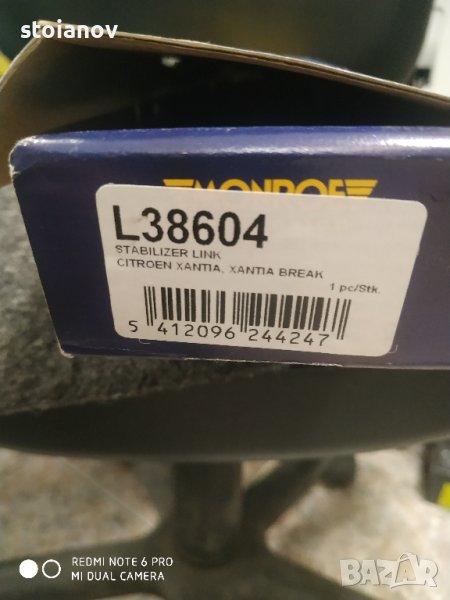 stoianov
MONROE
L38604
STABILIZER LINK
CITROEN XANTIA, XANTIA BREAK
1 pc/Stk.
5 412096 244247
REDMI NOTE 6 PRO
MI DUAL CAMERA
BAZAR